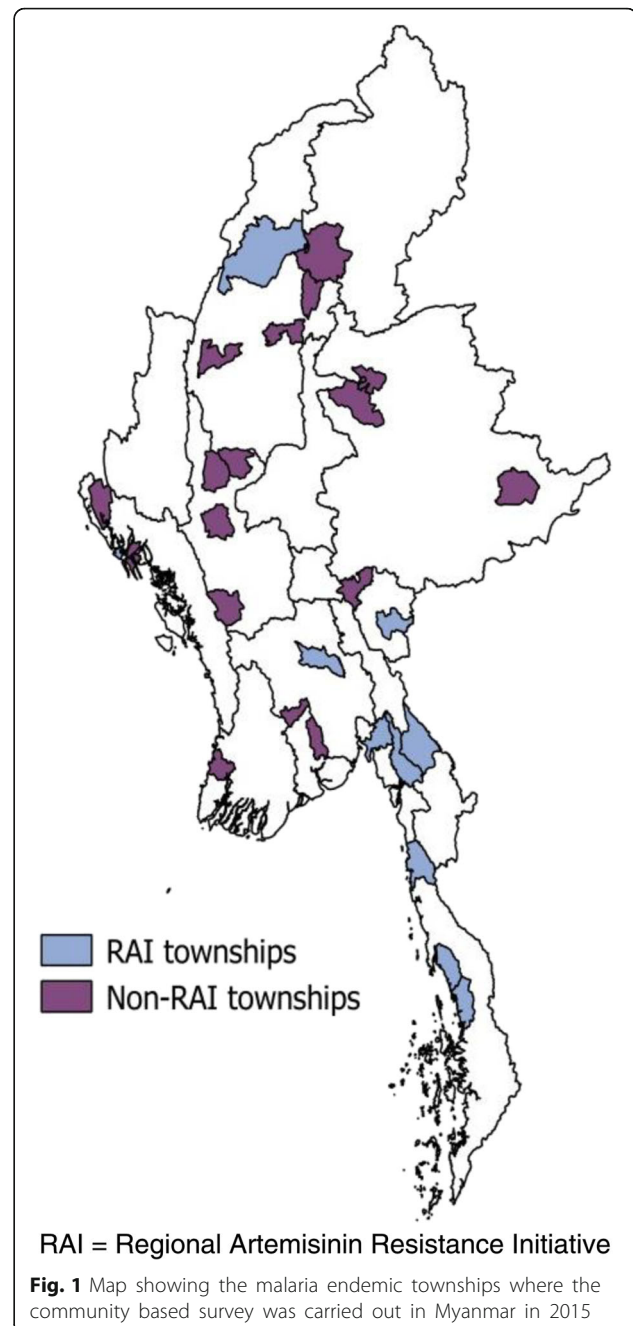 RAI townships
Non-RAI townships
RAI = Regional Artemisinin Resistance Initiative
Fig. 1 Map showing the malaria endemic townships where the
community based survey was carried out in Myanmar in 2015